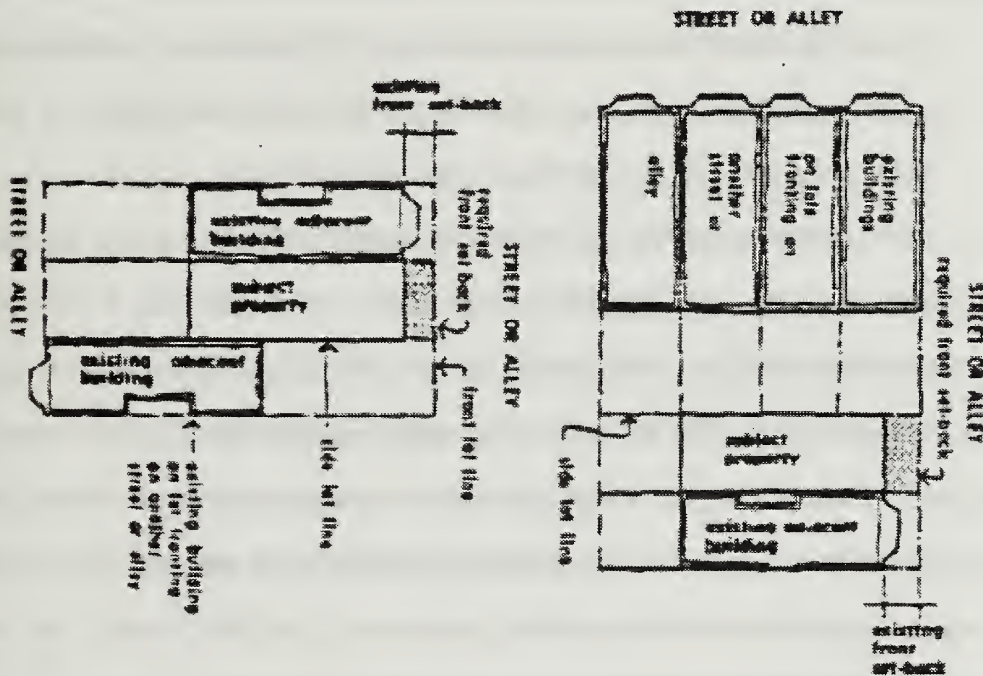 STREET OR ALLEY
existing
front set-back
STREET OR ALLEY
existing adjacent
building
required
front set back
subject
property
STREET OR ALLEY
existing adjacent
building
front lot line
side lot line
existing building
on lot fronting
on another
street or alley
existing
buildings
on lots
fronting on
another
street or
alley
STREET OR ALLEY
required front set-back
subject
property
side lot line
existing adjacent
building
existing
front
set-back